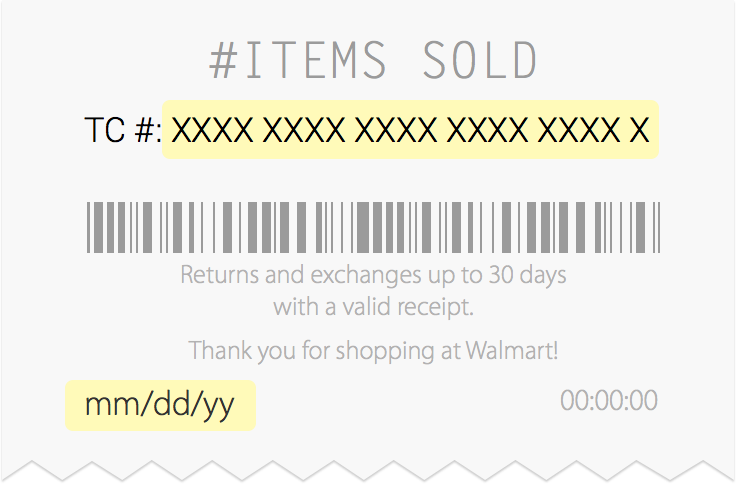 #ITEMS SOLD
TC #: XXXX XXXX XXXX XXXX XXXX X
Returns and exchanges up to 30 days
with a valid receipt.
Thank you for shopping at Walmart!
mm/dd/yy 00:00:00